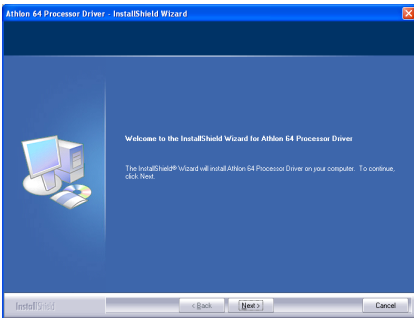 Athlon 64 Processor Driver - InstallShield Wizard
Welcome to the InstallShield Wizard for Athlon 64 Processor Driver
The InstallShield® Wizard will install Athlon 64 Processor Driver on your computer. To continue,
click Next.
InstallShield
< Back Next > Cancel